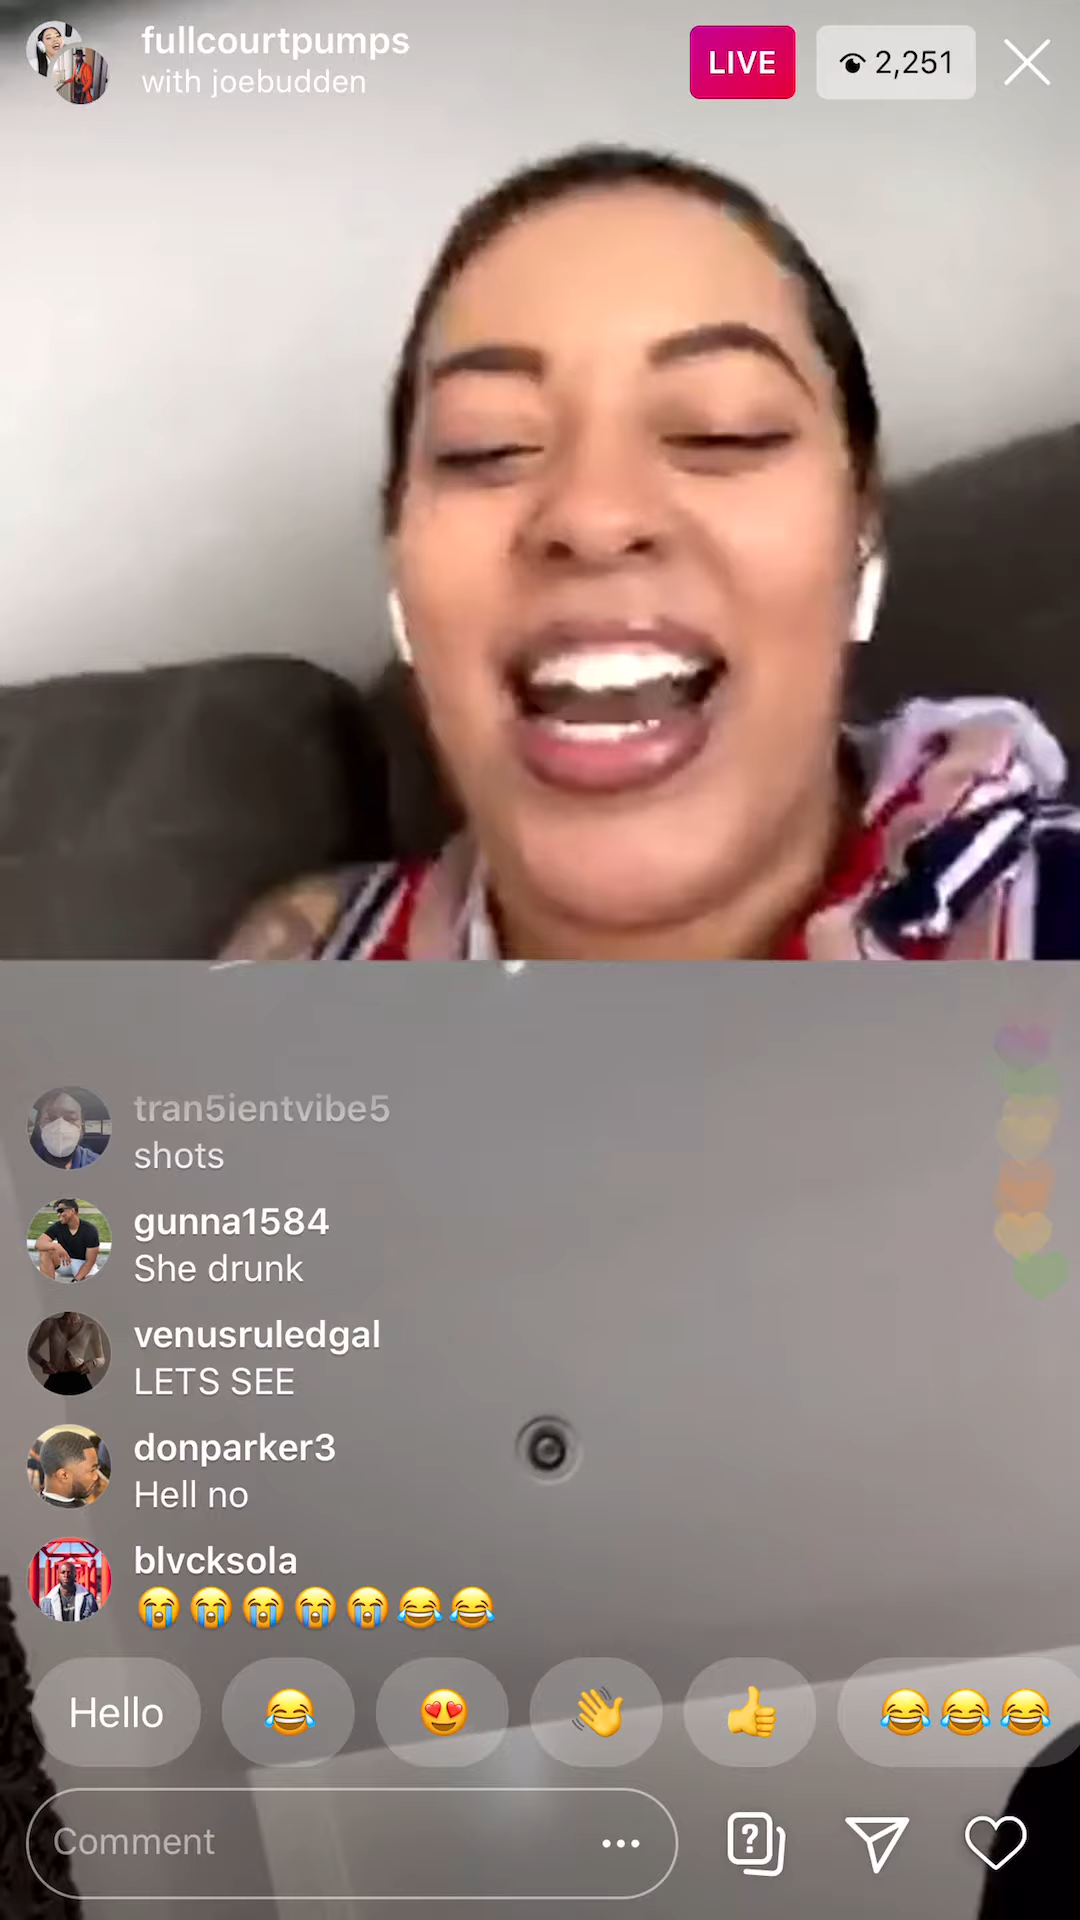 fullcourtpumps
with joebudden
LIVE
2,251
tran5ientvibe5
shots
gunna1584
She drunk
venusruledgal
LETS SEE
donparker3
Hell no
blvcksola
😭😭😭😭😭😂😂
Hello 😂 😍 👋 👍 😂😂😂
Comment